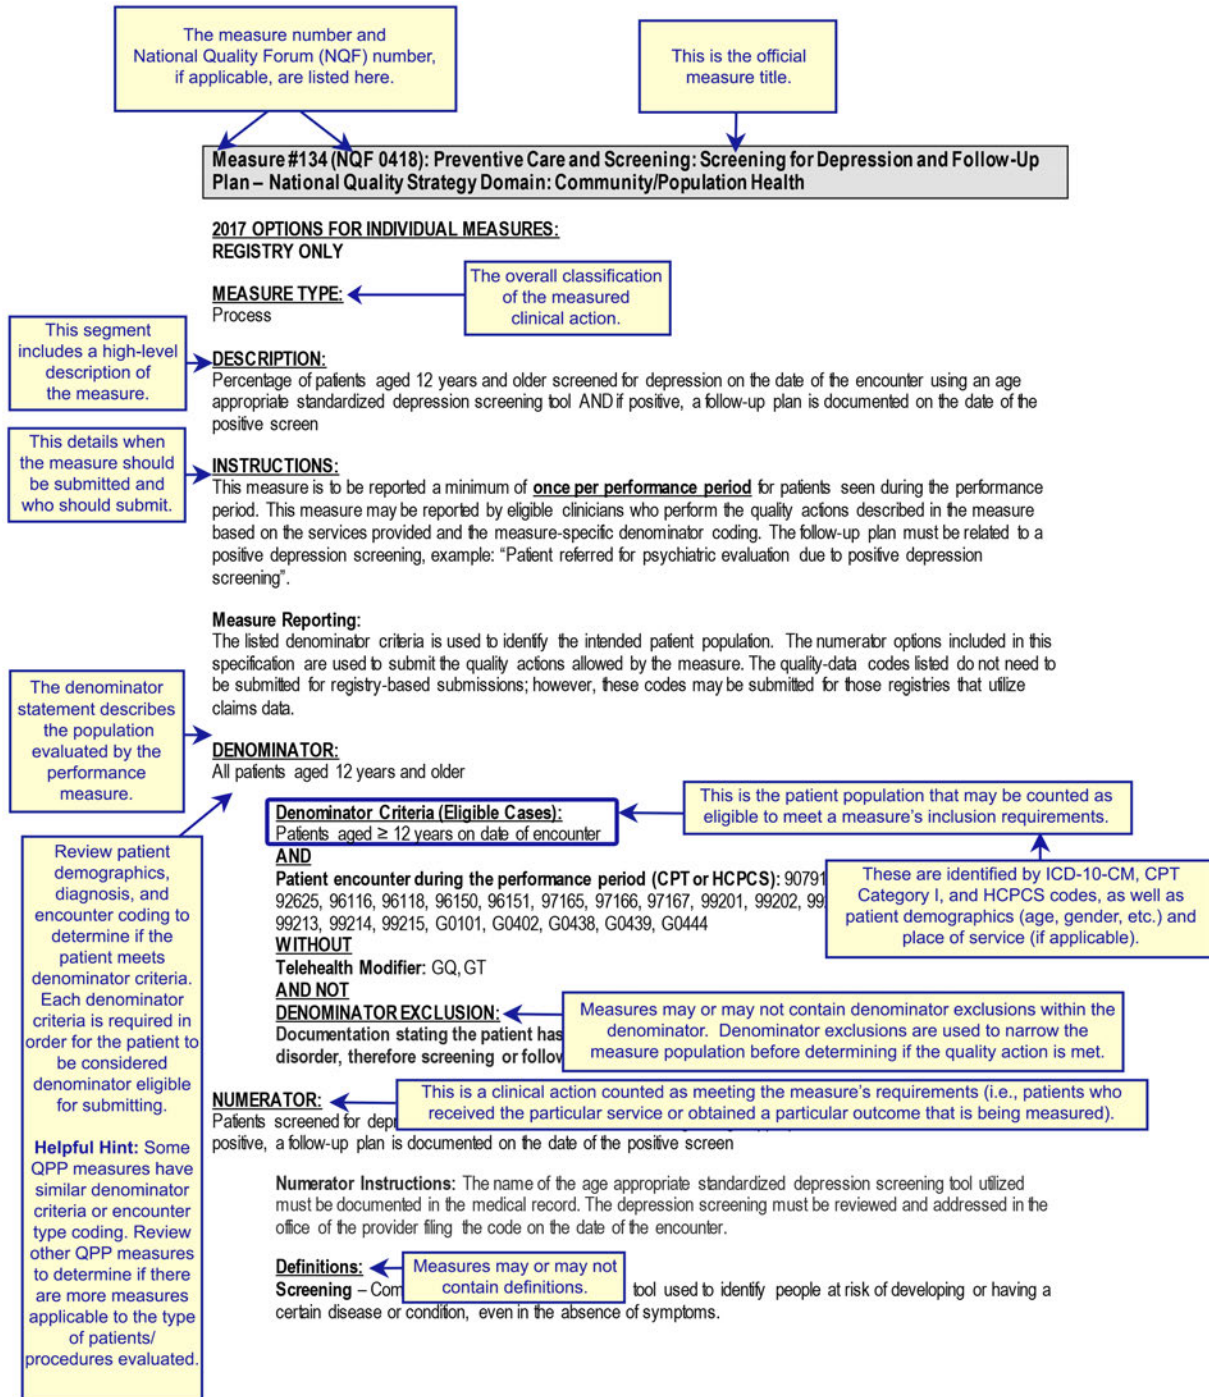 The measure number and
National Quality Forum (NQF) number,
if applicable, are listed here.
This is the official
measure title.
Measure #134 (NQF 0418): Preventive Care and Screening: Screening for Depression and Follow-Up
Plan – National Quality Strategy Domain: Community/Population Health
2017 OPTIONS FOR INDIVIDUAL MEASURES:
REGISTRY ONLY
MEASURE TYPE:
Process
The overall classification
of the measured
clinical action.
This segment
includes a high-level
description of
the measure.
DESCRIPTION:
Percentage of patients aged 12 years and older screened for depression on the date of the encounter using an age
appropriate standardized depression screening tool AND if positive, a follow-up plan is documented on the date of the
positive screen
This details when
the measure should
be submitted and
who should submit.
INSTRUCTIONS:
This measure is to be reported a minimum of once per performance period for patients seen during the performance
period. This measure may be reported by eligible clinicians who perform the quality actions described in the measure
based on the services provided and the measure-specific denominator coding. The follow-up plan must be related to a
positive depression screening, example: “Patient referred for psychiatric evaluation due to positive depression
screening”.
Measure Reporting:
The listed denominator criteria is used to identify the intended patient population. The numerator options included in this
specification are used to submit the quality actions allowed by the measure. The quality-data codes listed do not need to
be submitted for registry-based submissions; however, these codes may be submitted for those registries that utilize
claims data.
The denominator
statement describes
the population
evaluated by the
performance
measure.
DENOMINATOR:
All patients aged 12 years and older
Denominator Criteria (Eligible Cases):
Patients aged ≥ 12 years on date of encounter
This is the patient population that may be counted as
eligible to meet a measure’s inclusion requirements.
AND
Patient encounter during the performance period (CPT or HCPCS): 90791
92625, 96116, 96118, 96150, 96151, 97165, 97166, 97167, 99201, 99202, 99
99213, 99214, 99215, G0101, G0402, G0438, G0439, G0444
These are identified by ICD-10-CM, CPT
Category I, and HCPCS codes, as well as
patient demographics (age, gender, etc.) and
place of service (if applicable).
WITHOUT
Telehealth Modifier: GQ, GT
AND NOT
DENOMINATOR EXCLUSION:
Documentation stating the patient has
disorder, therefore screening or follow
Measures may or may not contain denominator exclusions within the
denominator. Denominator exclusions are used to narrow the
measure population before determining if the quality action is met.
Review patient
demographics,
diagnosis, and
encounter coding to
determine if the
patient meets
denominator criteria.
Each denominator
criteria is required in
order for the patient to
be considered
denominator eligible
for submitting.
Helpful Hint: Some
QPP measures have
similar denominator
criteria or encounter
type coding. Review
other QPP measures
to determine if there
are more measures
applicable to the type
of patients/
procedures evaluated.
NUMERATOR:
Patients screened for depr
positive, a follow-up plan is documented on the date of the positive screen
This is a clinical action counted as meeting the measure’s requirements (i.e., patients who
received the particular service or obtained a particular outcome that is being measured).
Numerator Instructions: The name of the age appropriate standardized depression screening tool utilized
must be documented in the medical record. The depression screening must be reviewed and addressed in the
office of the provider filing the code on the date of the encounter.
Definitions:
Screening – Com tool used to identify people at risk of developing or having a
certain disease or condition, even in the absence of symptoms.
Measures may or may not
contain definitions.